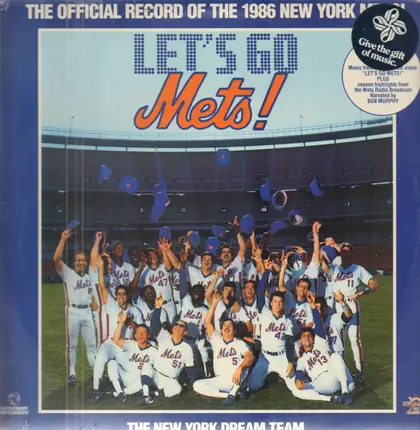 THE OFFICIAL RECORD OF THE 1986 NEW YORK
Give the gift
of music.
"LET'S GO METS!"
PLUS
season highlights from
the Mets Radio Broadcast
Narrated by
BOB MURPHY
LET'S GO
Mets!
THE NEW YORK DREAM TEAM